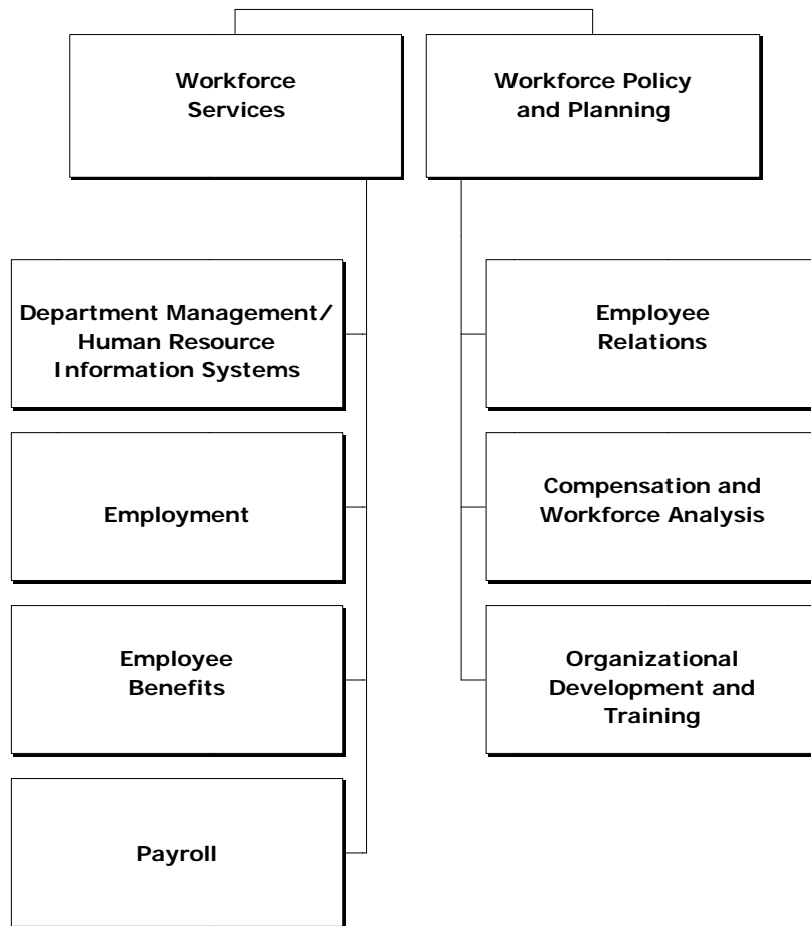 Workforce
Services
Workforce Policy
and Planning
Department Management/
Human Resource
Information Systems
Employment
Employee
Benefits
Payroll
Employee
Relations
Compensation and
Workforce Analysis
Organizational
Development and
Training